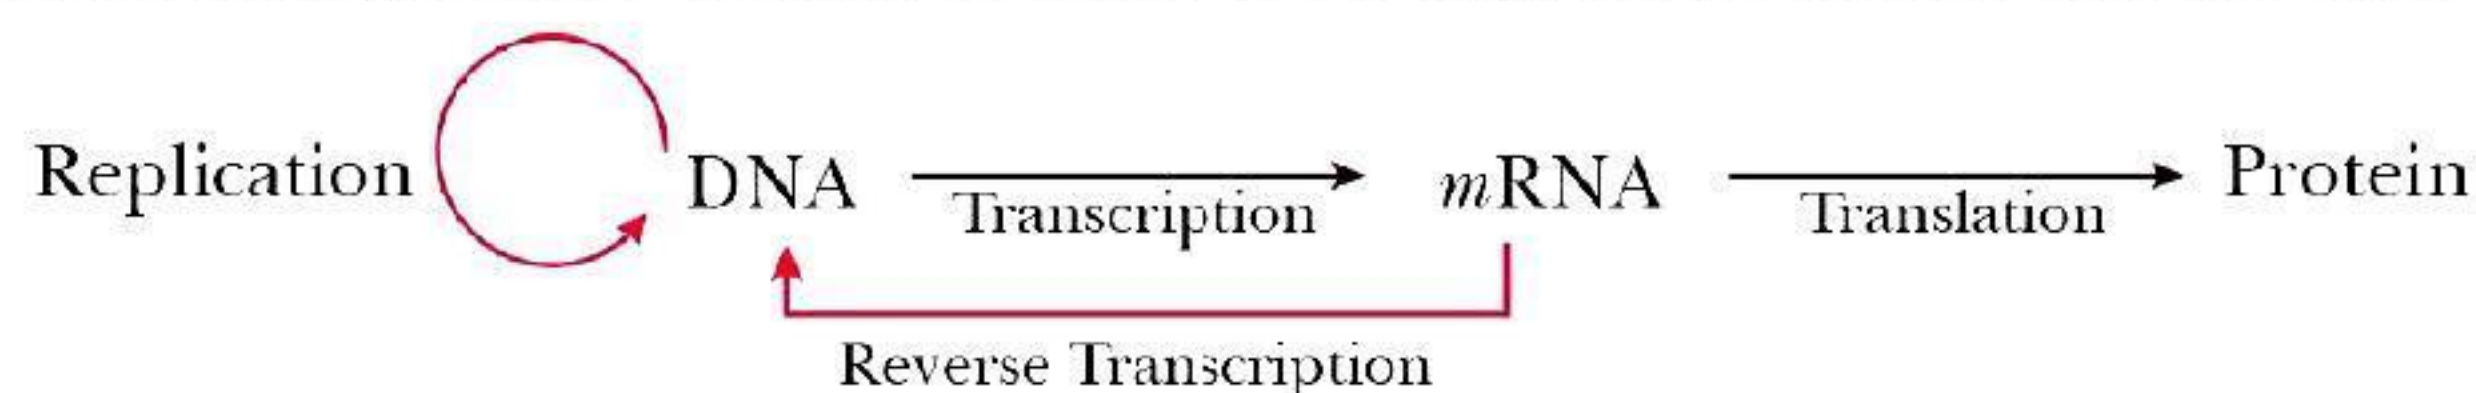 Replication DNA mRNA Protein
Transcription Translation
Reverse Transcription